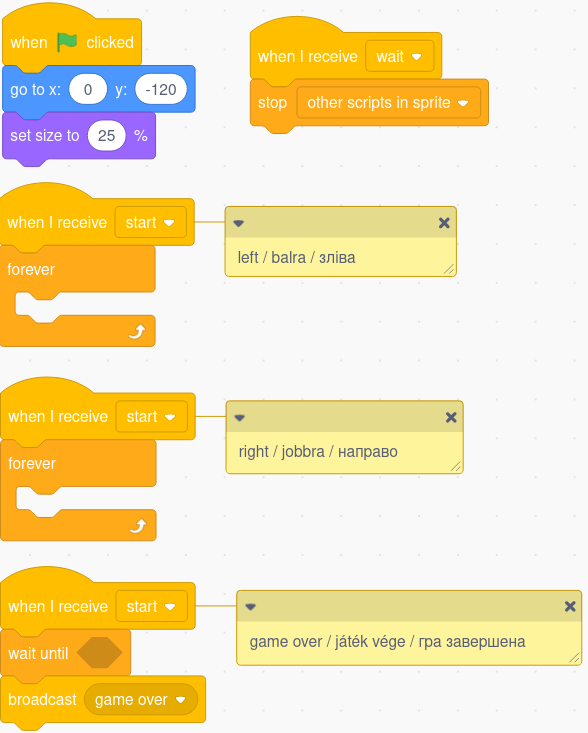 when clicked
go to x: 0 y: -120
set size to 25 %
when I receive wait
stop other scripts in sprite
when I receive start
left / balra / зліва
forever
when I receive start
right / jobbra / направо
forever
when I receive start
game over / játék vége / гра завершена
wait until
broadcast game over